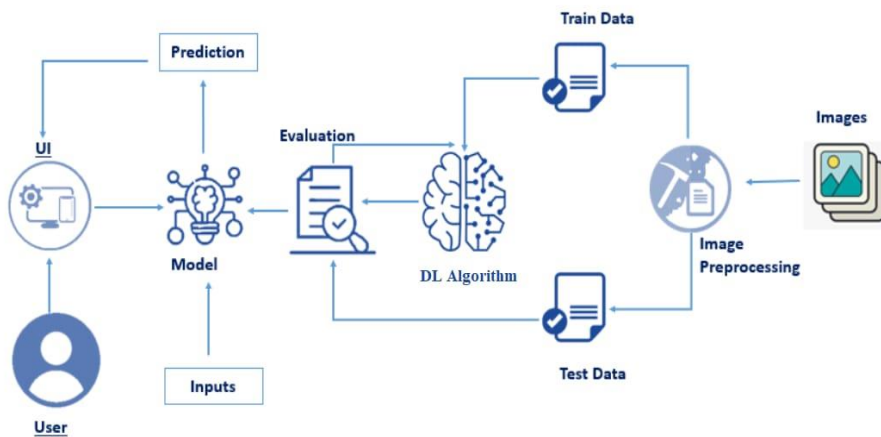 Train Data
Prediction
Images
Evaluation
UI
Model
Image
Preprocessing
DL Algorithm
Inputs
Test Data
User